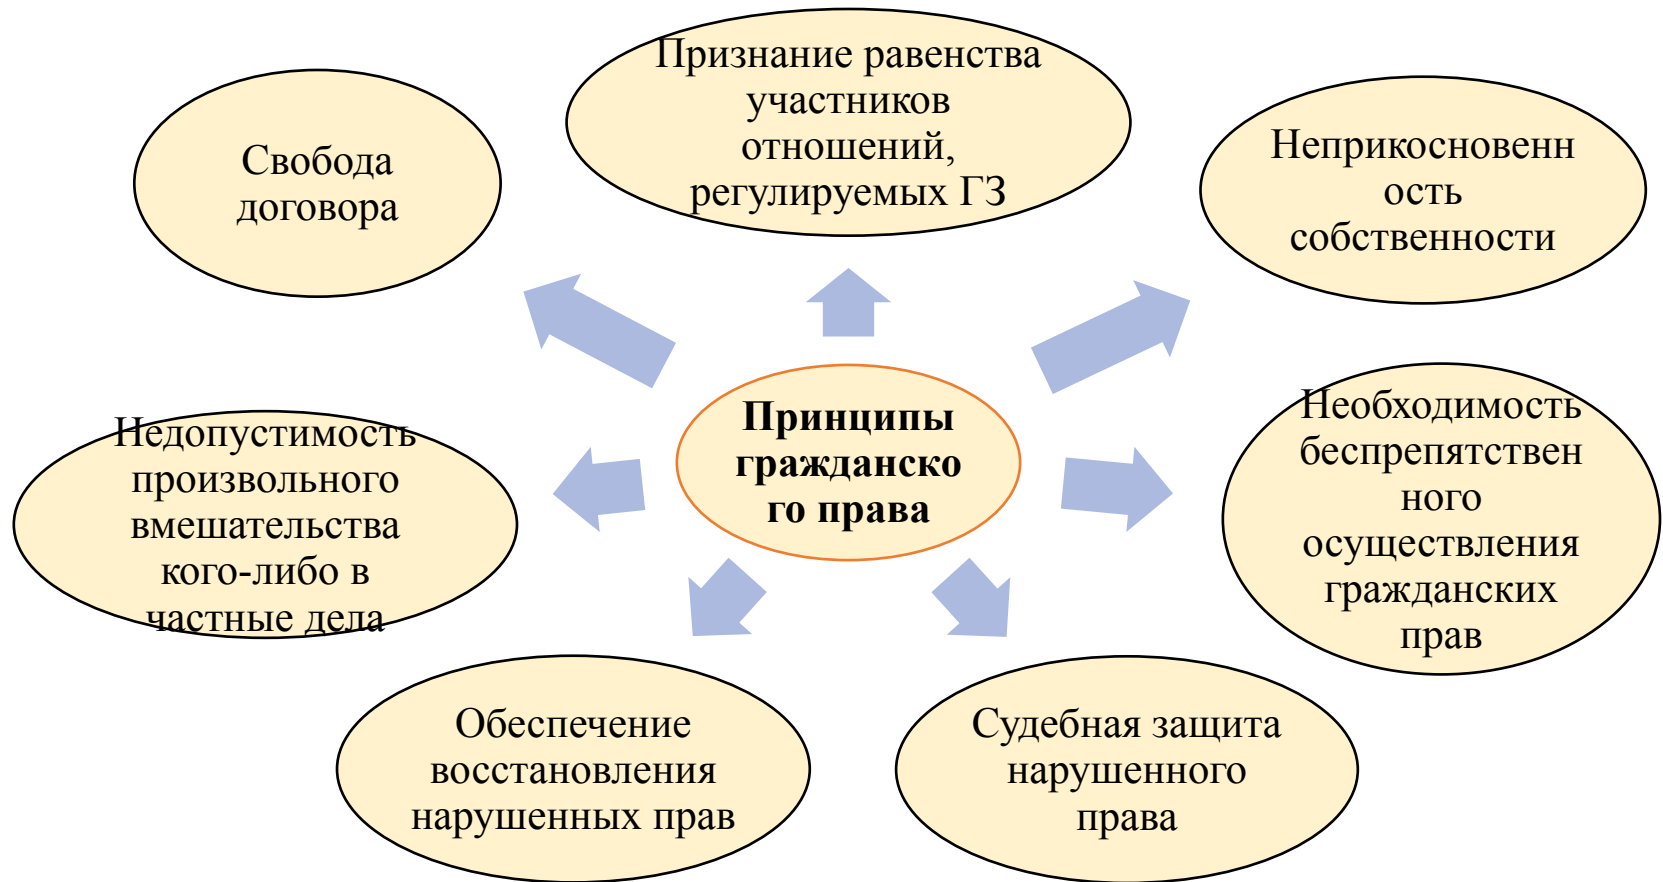 Признание равенства
участников
отношений,
регулируемых ГЗ
Свобода
договора
Неприкосновенн
ость
собственности
Принципы
гражданско
го права
Недопустимость
произвольного
вмешательства
кого-либо в
частные дела
Необходимость
беспрепятствен
ного
осуществления
гражданских
прав
Обеспечение
восстановления
нарушенных прав
Судебная защита
нарушенного
права